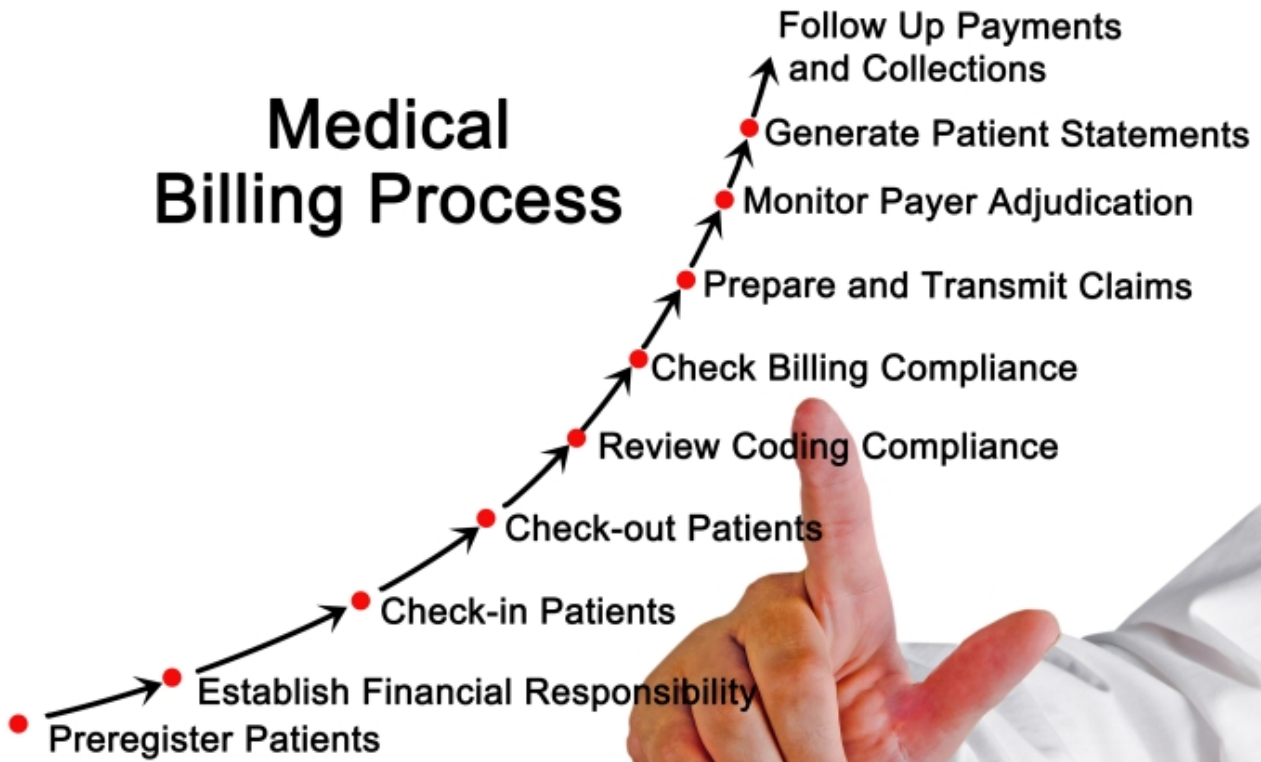 Medical
Billing Process
Follow Up Payments
and Collections
Generate Patient Statements
Monitor Payer Adjudication
Prepare and Transmit Claims
Check Billing Compliance
Review Coding Compliance
Check-out Patients
Check-in Patients
Establish Financial Responsibility
Preregister Patients